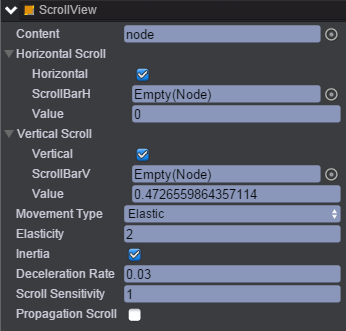 ScrollView
Content node
Horizontal Scroll
Horizontal
ScrollBarH Empty(Node)
Value 0
Vertical Scroll
Vertical
ScrollBarV Empty(Node)
Value 0.4726559864357114
Movement Type Elastic
Elasticity 2
Inertia
Deceleration Rate 0.03
Scroll Sensitivity 1
Propagation Scroll